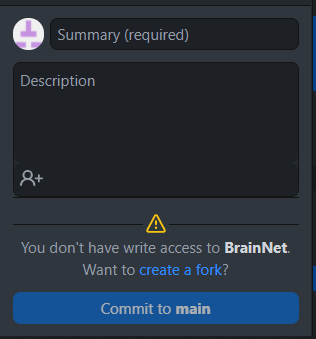 Summary (required)
Description
You don't have write access to BrainNet.
Want to create a fork?
Commit to main